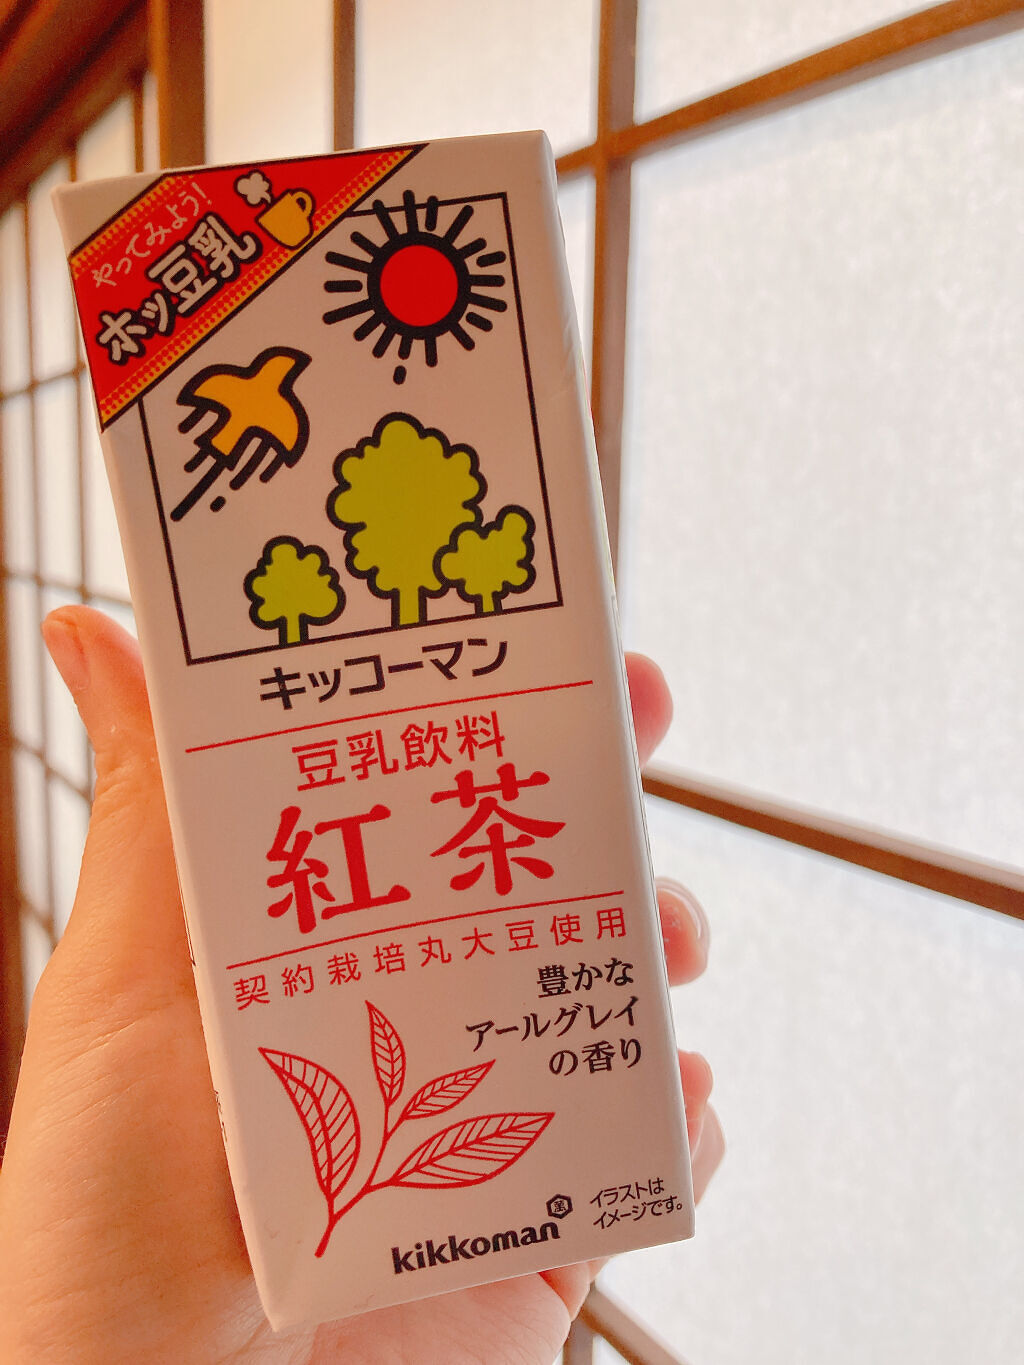 やってみよう!
ホッ豆乳
キッコーマン
豆乳飲料
紅茶
契約栽培丸大豆使用
豊かな
アールグレイ
の香り
kikkoman
萬
イラストは
イメージです。